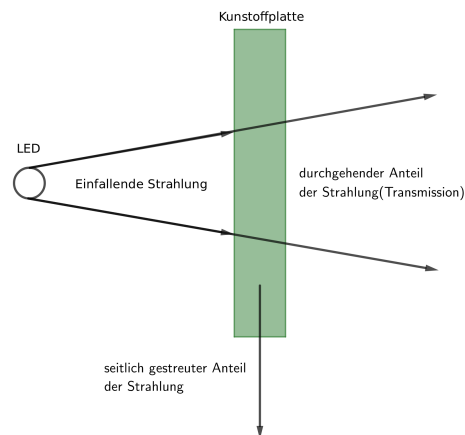 Kunstoffplatte
LED
Einfallende Strahlung
durchgehender Anteil
der Strahlung(Transmission)
seitlich gestreuter Anteil
der Strahlung